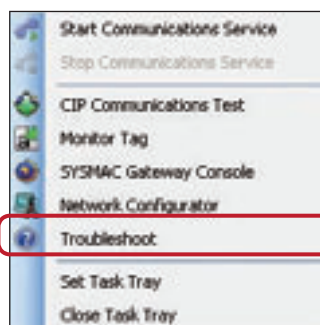 Start Communications Service
Stop Communications Service
CIP Communications Test
Monitor Tag
SYSMAC Gateway Console
Network Configurator
Troubleshoot
Set Task Tray
Close Task Tray